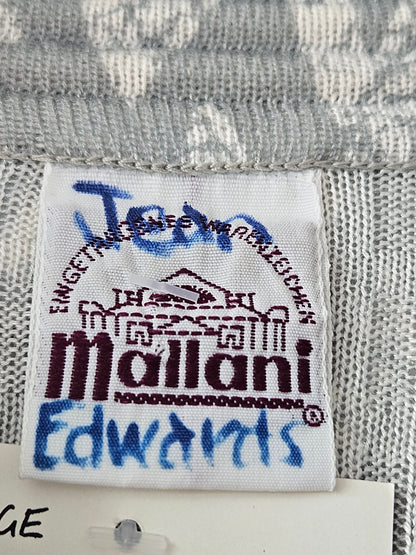 Jean
EINGETRAGENES WARENZEICHEN
mallani®
Edwards
GE